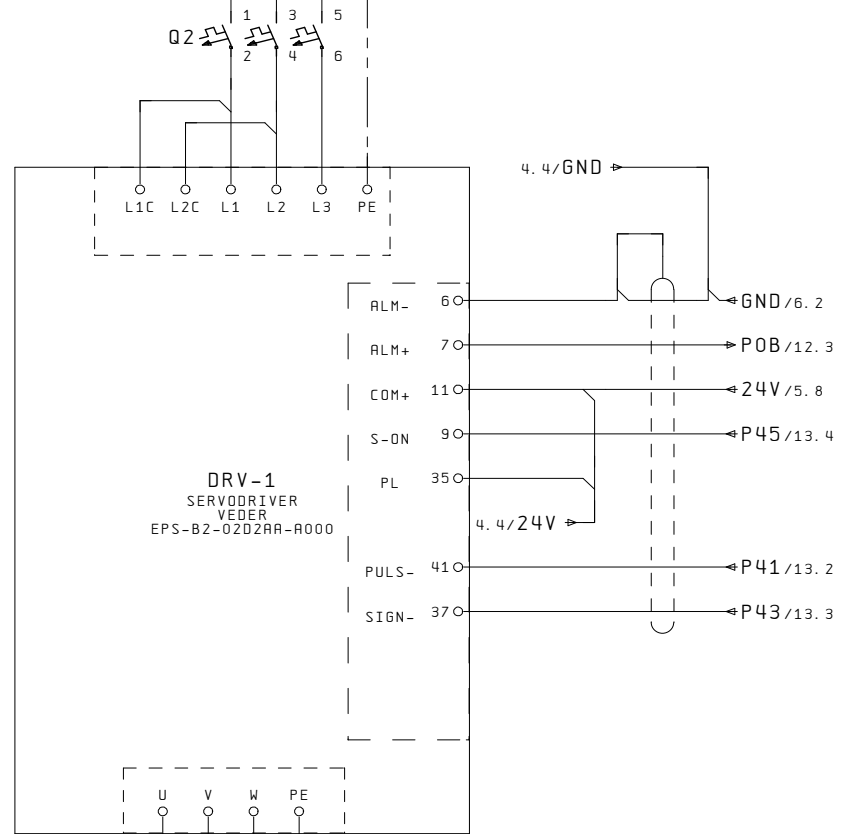 1 3 5
Q2
2 4 6
4.4/GND
L1C L2C L1 L2 L3 PE
ALM- 6 GND/6.2
ALM+ 7 POB/12.3
COM+ 11 24V/5.8
S-ON 9 P45/13.4
DRV-1
PL 35
SERVODRIVER
VEDER
4.4/24V
EPS-B2-02D2AA-A000
PULS- 41 P41/13.2
SIGN- 37 P43/13.3
U V W PE